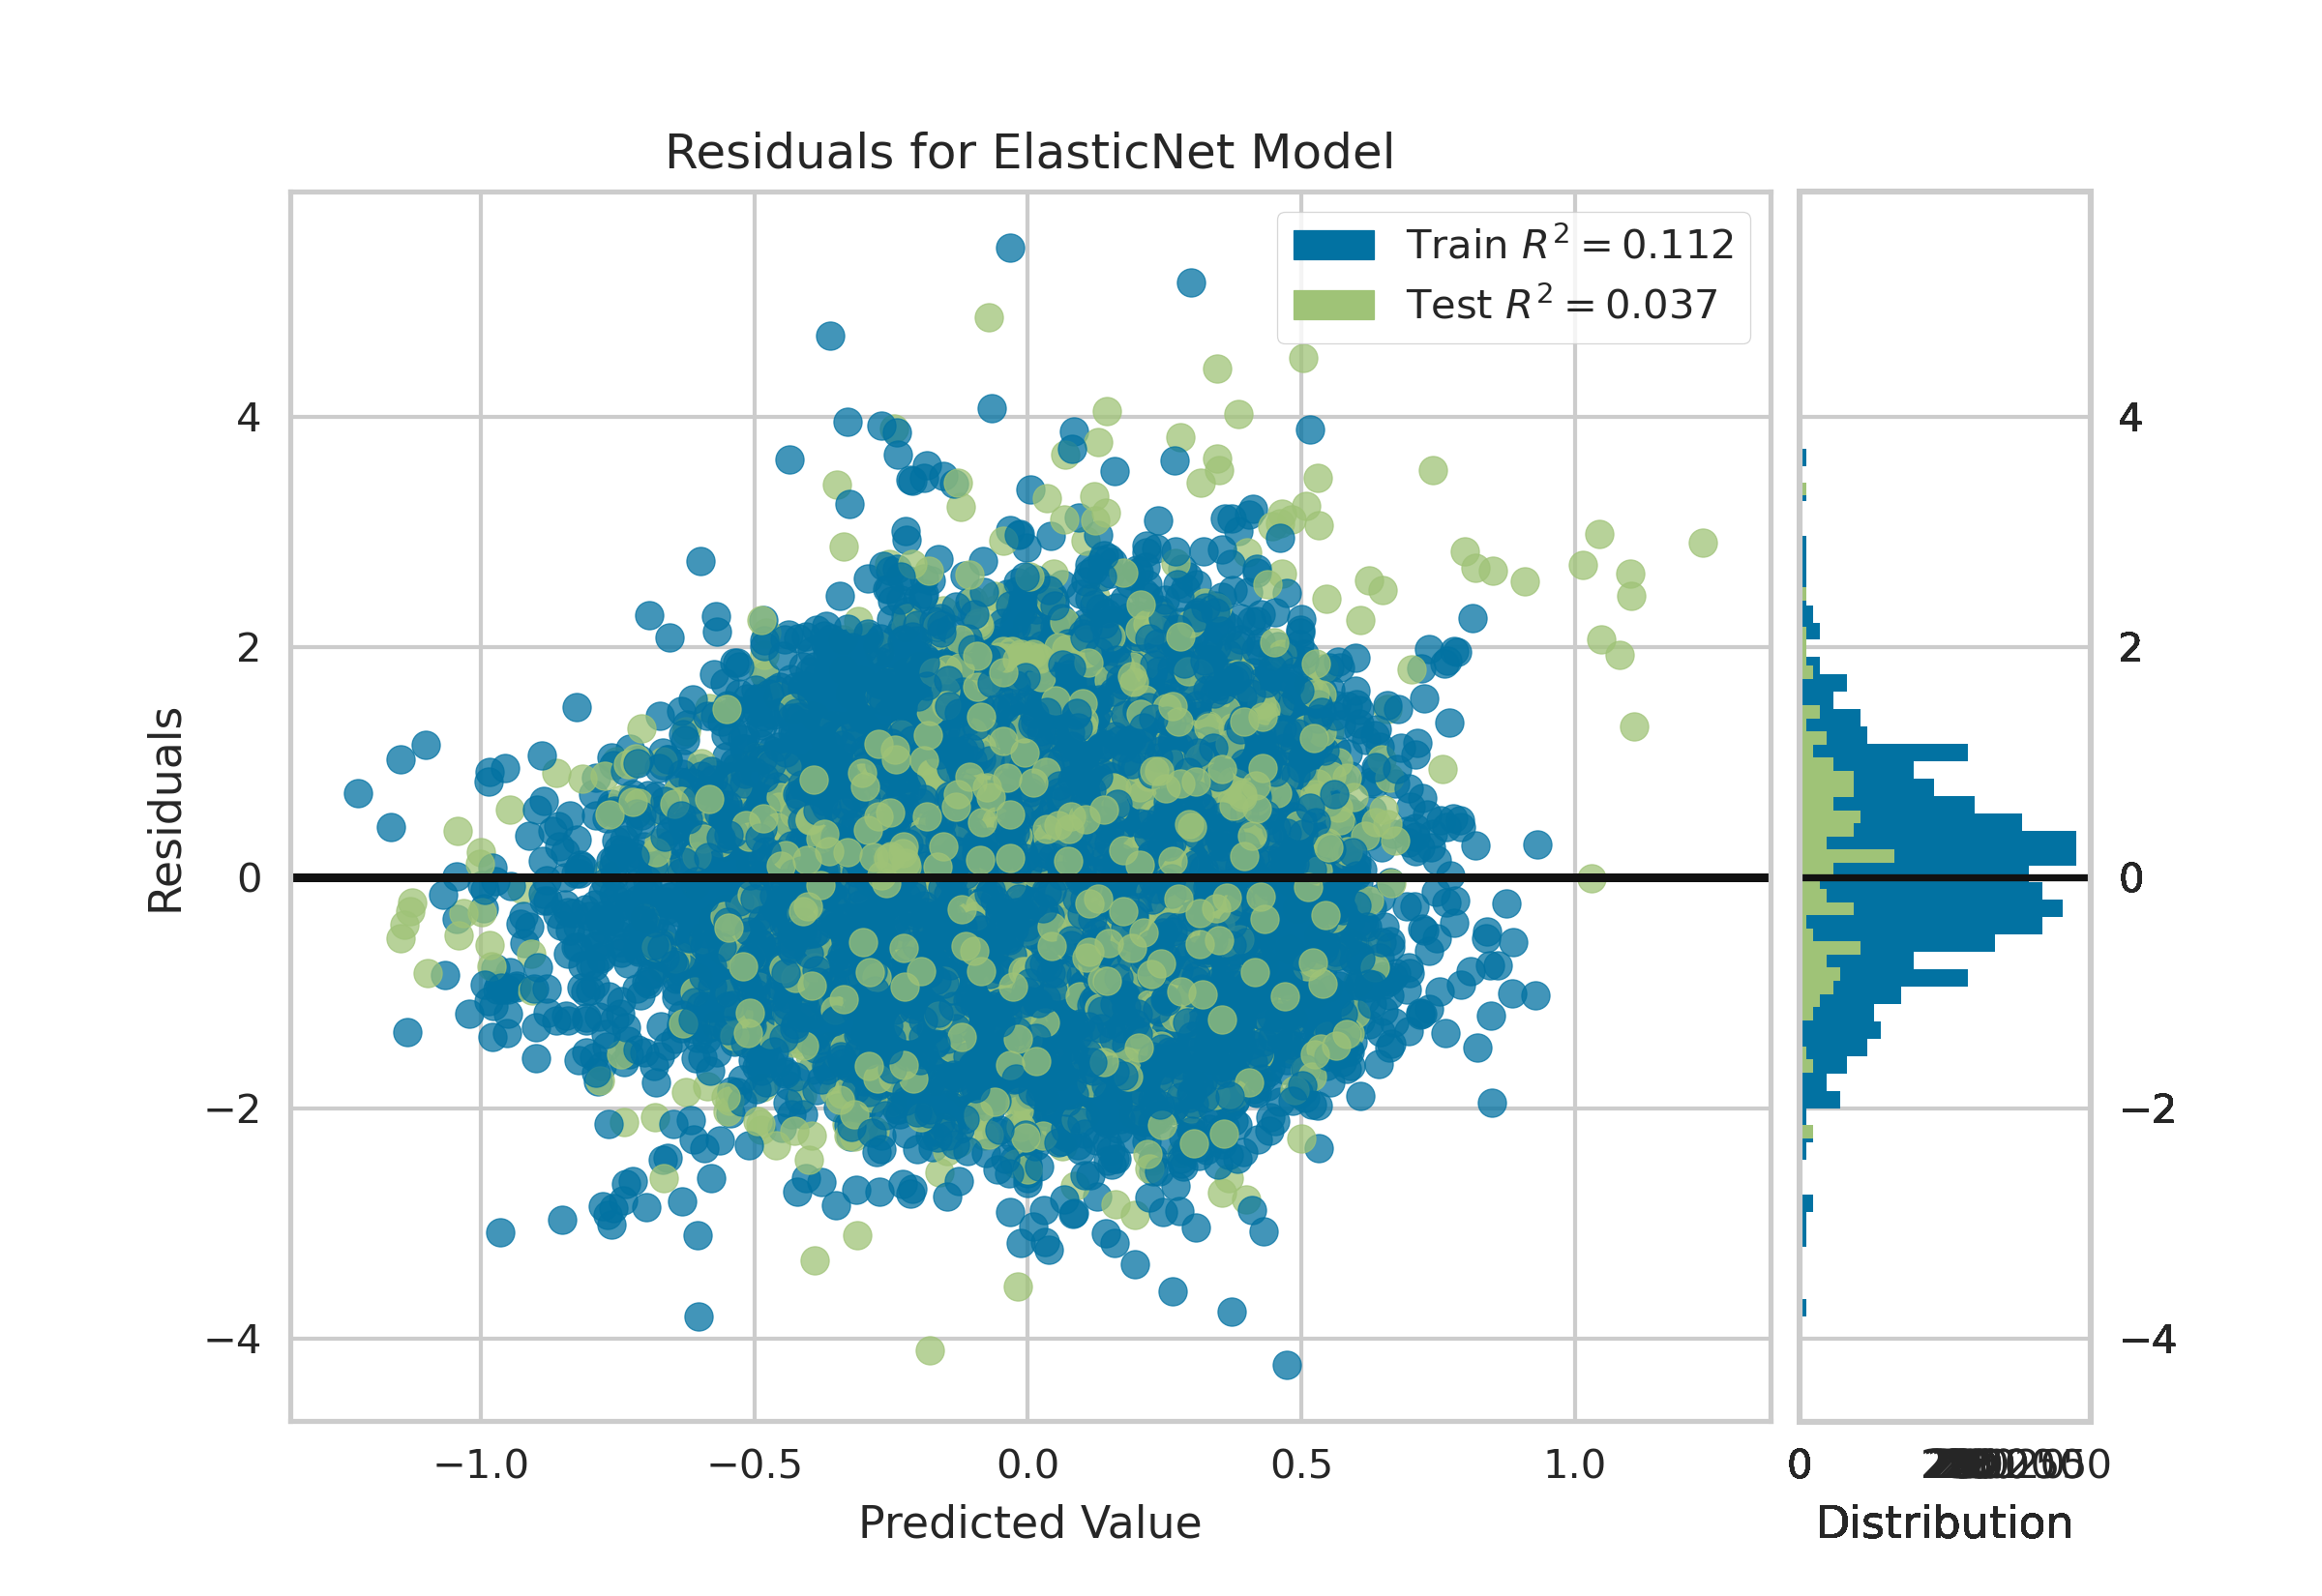 Residuals for ElasticNet Model
Train R² = 0.112
Test R² = 0.037
Residuals
4
2
0
−2
−4
4
2
0
−2
−4
−1.0 −0.5 0.0 0.5 1.0
0
Predicted Value
Distribution